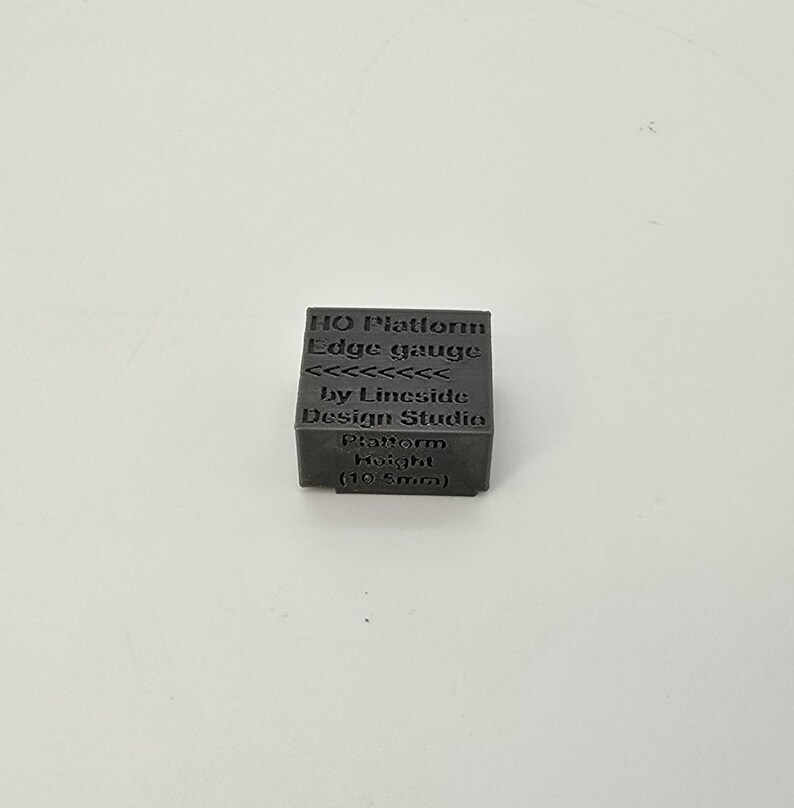 HO Platform
Edge gauge
<<<<<<<<
by Lineside
Design Studio
Platform
Height
(10.5mm)